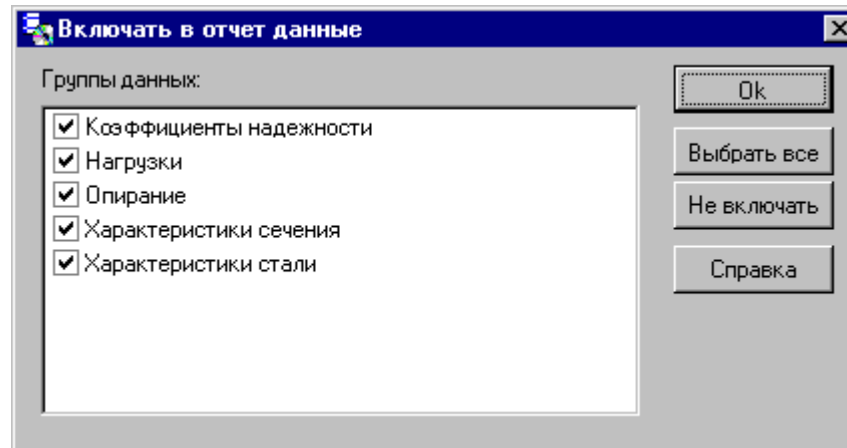 Включать в отчет данные
Группы данных:
Коэффициенты надежности
Нагрузки
Опирание
Характеристики сечения
Характеристики стали
Ok
Выбрать все
Не включать
Справка